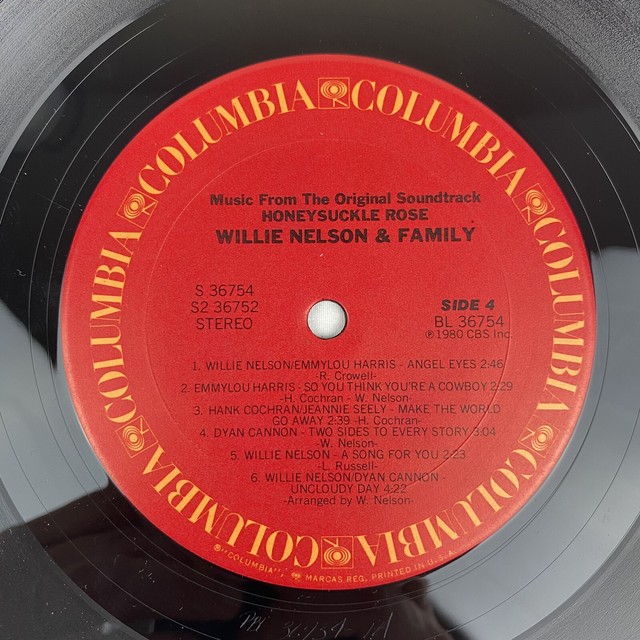 COLUMBIA COLUMBIA COLUMBIA COLUMBIA COLUMBIA COLUMBIA COLUMBIA COLUMBIA
Music From The Original Soundtrack
HONEYSUCKLE ROSE
WILLIE NELSON & FAMILY
S 36754
S2 36752
STEREO
SIDE 4
BL 36754
℗1980 CBS Inc.
1. WILLIE NELSON/EMMYLOU HARRIS - ANGEL EYES 2:46
-R. Crowell-
2. EMMYLOU HARRIS - SO YOU THINK YOU'RE A COWBOY 2:29
-H. Cochran - W. Nelson-
3. HANK COCHRAN/JEANNIE SEELY - MAKE THE WORLD
GO AWAY 2:39 -H. Cochran-
4. DYAN CANNON - TWO SIDES TO EVERY STORY 3:04
-W. Nelson-
5. WILLIE NELSON - A SONG FOR YOU 2:23
-L. Russell-
6. WILLIE NELSON/DYAN CANNON -
UNCLOUDY DAY 4:22
-Arranged by W. Nelson-
®"COLUMBIA" MARCAS REG. PRINTED IN U.S.A.